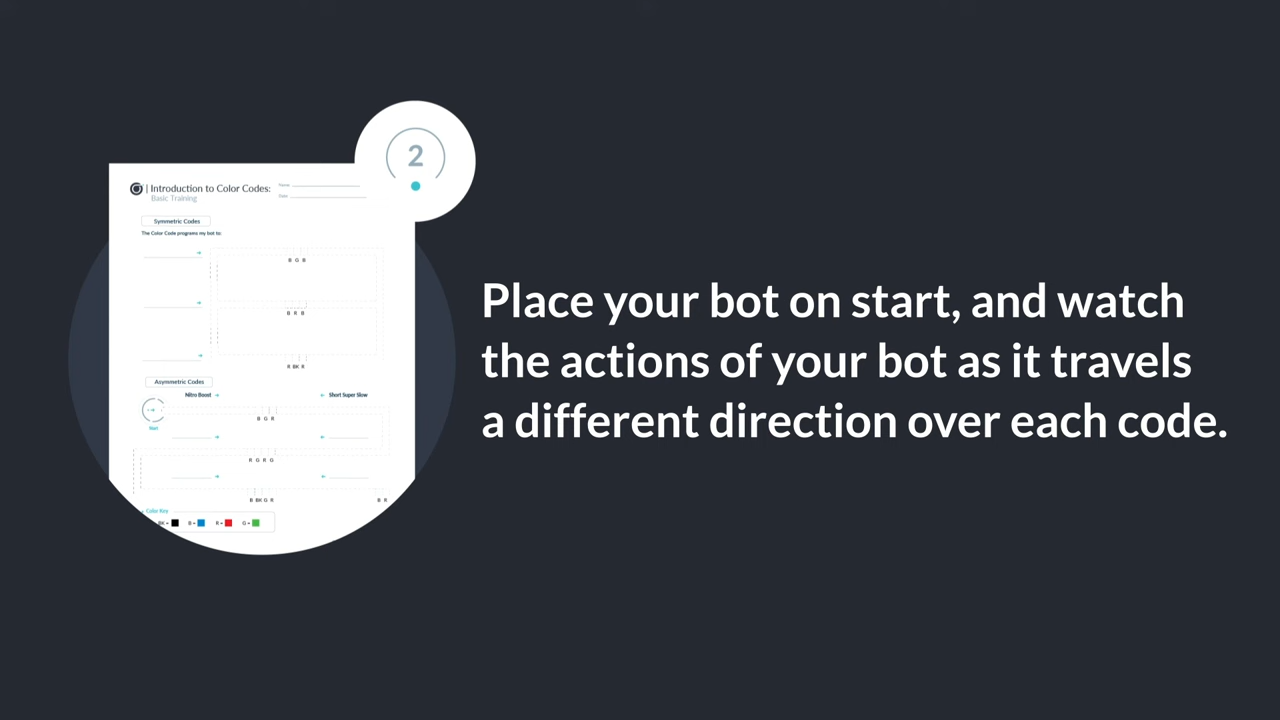 2
| Introduction to Color Codes:
Basic Training
Name:
Date:
Symmetric Codes
The Color Code programs my bot to:
B G B
B R B
R BK R
Asymmetric Codes
Nitro Boost
Short Super Slow
B G R
R G R G
B BK G R
B R
Color Key
BK =
B =
R =
G =
Place your bot on start, and watch
the actions of your bot as it travels
a different direction over each code.